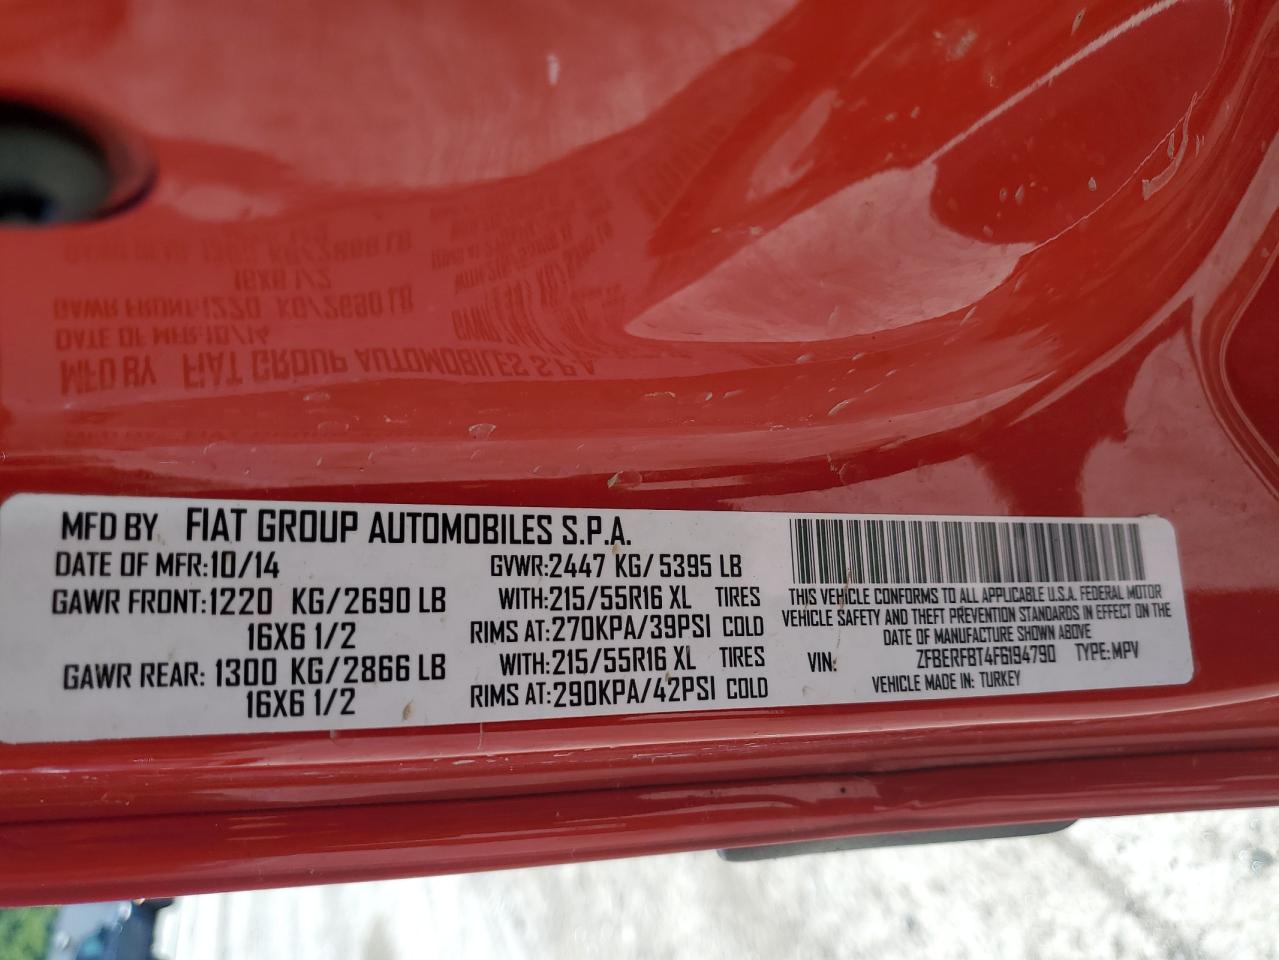 MFD BY FIAT GROUP AUTOMOBILES S.P.A.
DATE OF MFR:10/14 GVWR:2447 KG/5395 LB
GAWR FRONT:1220 KG/2690 LB WITH:215/55R16 XL TIRES
16X6 1/2 RIMS AT:270KPA/39PSI COLD
GAWR REAR: 1300 KG/2866 LB WITH:215/55R16 XL TIRES
16X6 1/2 RIMS AT:290KPA/42PSI COLD
THIS VEHICLE CONFORMS TO ALL APPLICABLE U.S.A. FEDERAL MOTOR
VEHICLE SAFETY AND THEFT PREVENTION STANDARDS IN EFFECT ON THE
DATE OF MANUFACTURE SHOWN ABOVE
VIN: ZFBERFBT4F6194790 TYPE:MPV
VEHICLE MADE IN: TURKEY